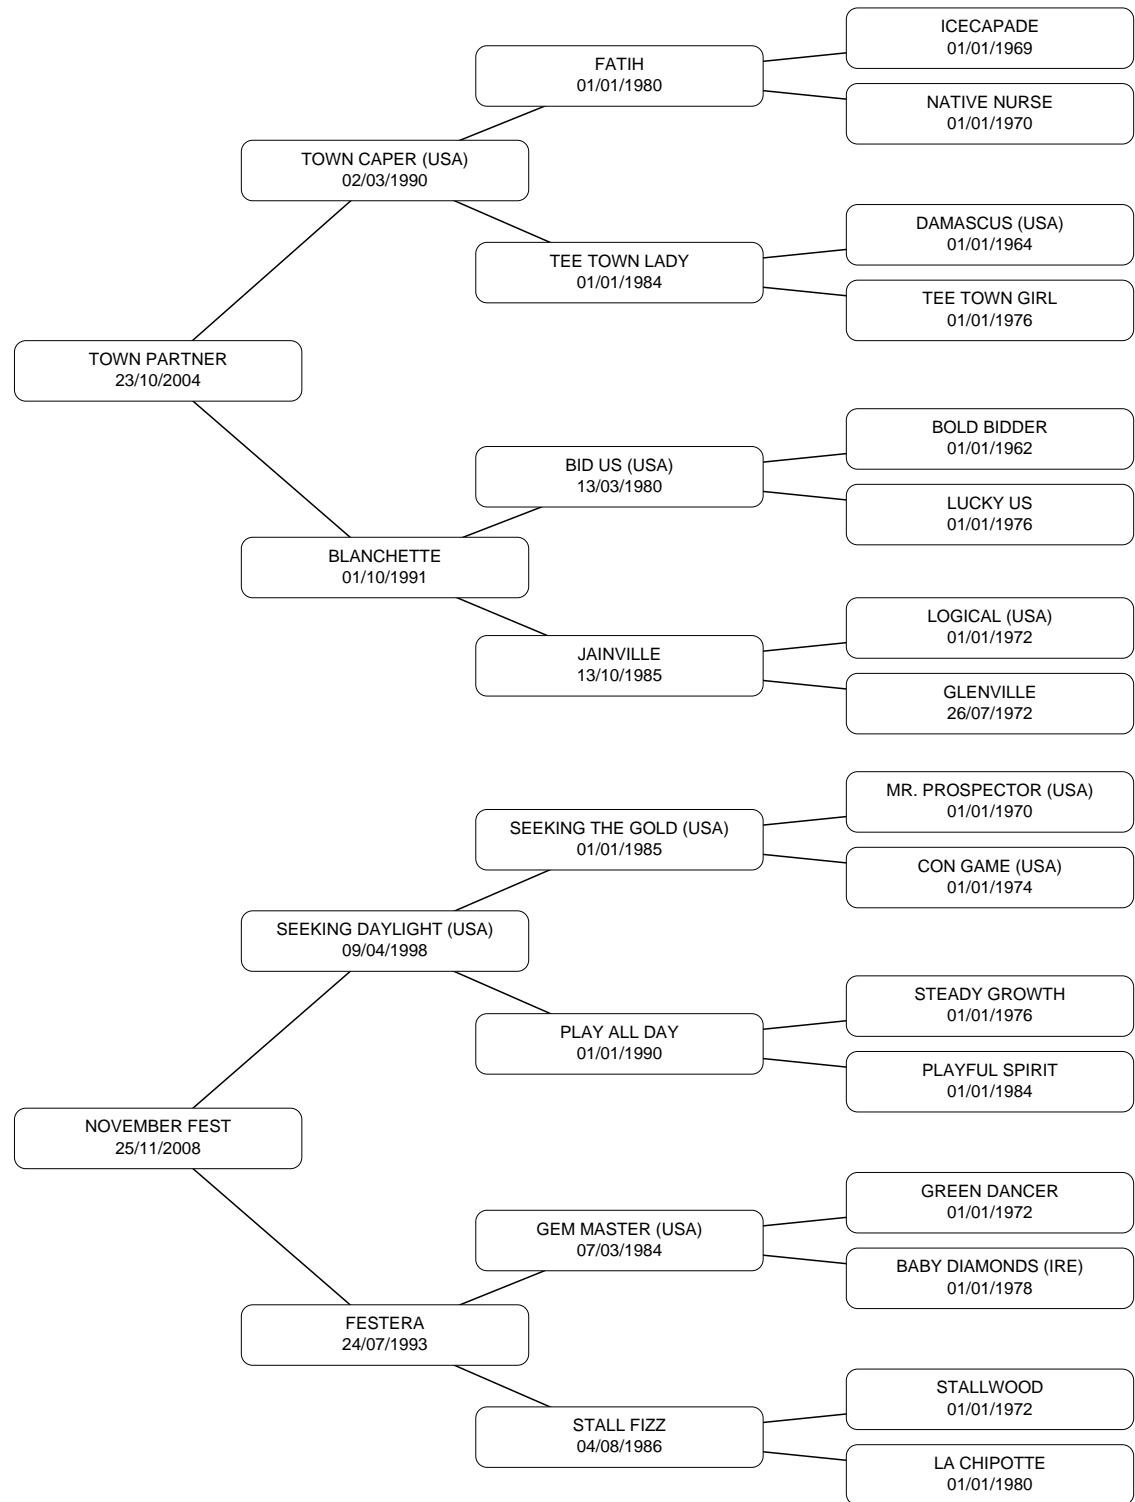 ICECAPADE
01/01/1969
FATIH
01/01/1980
NATIVE NURSE
01/01/1970
TOWN CAPER (USA)
02/03/1990
DAMASCUS (USA)
01/01/1964
TEE TOWN LADY
01/01/1984
TEE TOWN GIRL
01/01/1976
TOWN PARTNER
23/10/2004
BOLD BIDDER
01/01/1962
BID US (USA)
13/03/1980
LUCKY US
01/01/1976
BLANCHETTE
01/10/1991
LOGICAL (USA)
01/01/1972
JAINVILLE
13/10/1985
GLENVILLE
26/07/1972
MR. PROSPECTOR (USA)
01/01/1970
SEEKING THE GOLD (USA)
01/01/1985
CON GAME (USA)
01/01/1974
SEEKING DAYLIGHT (USA)
09/04/1998
STEADY GROWTH
01/01/1976
PLAY ALL DAY
01/01/1990
PLAYFUL SPIRIT
01/01/1984
NOVEMBER FEST
25/11/2008
GREEN DANCER
01/01/1972
GEM MASTER (USA)
07/03/1984
BABY DIAMONDS (IRE)
01/01/1978
FESTERA
24/07/1993
STALLWOOD
01/01/1972
STALL FIZZ
04/08/1986
LA CHIPOTTE
01/01/1980